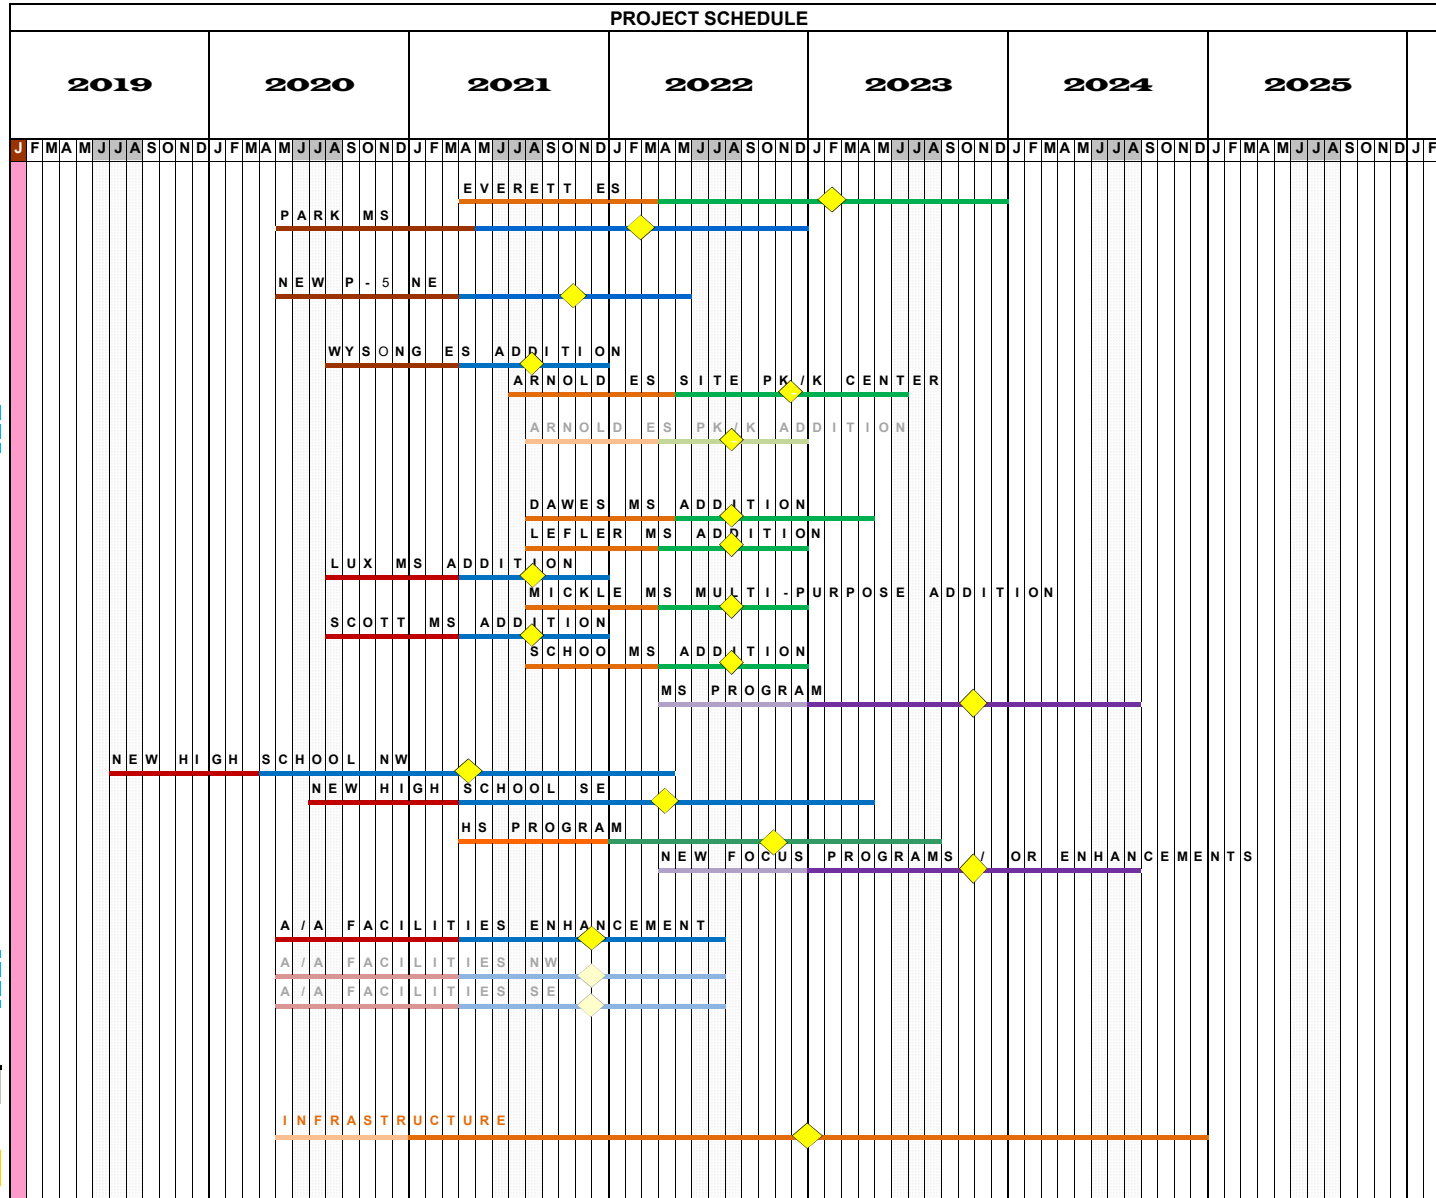 PROJECT SCHEDULE
2019 2020 2021 2022 2023 2024 2025
J F M A M J J A S O N D J F M A M J J A S O N D J F M A M J J A S O N D J F M A M J J A S O N D J F M A M J J A S O N D J F M A M J J A S O N D J F M A M J J A S O N D J F
EVERETT ES
PARK MS
NEW P-5 NE
WYSONG ES ADDITION
ARNOLD ES SITE PK/K CENTER
ARNOLD ES PK/K ADDITION
DAWES MS ADDITION
LEFLER MS ADDITION
LUX MS ADDITION
MICKLE MS MULTI-PURPOSE ADDITION
SCOTT MS ADDITION
SCHOO MS ADDITION
MS PROGRAM
NEW HIGH SCHOOL NW
NEW HIGH SCHOOL SE
HS PROGRAM
NEW FOCUS PROGRAMS / OR ENHANCEMENTS
A/A FACILITIES ENHANCEMENT
A/A FACILITIES NW
A/A FACILITIES SE
INFRASTRUCTURE